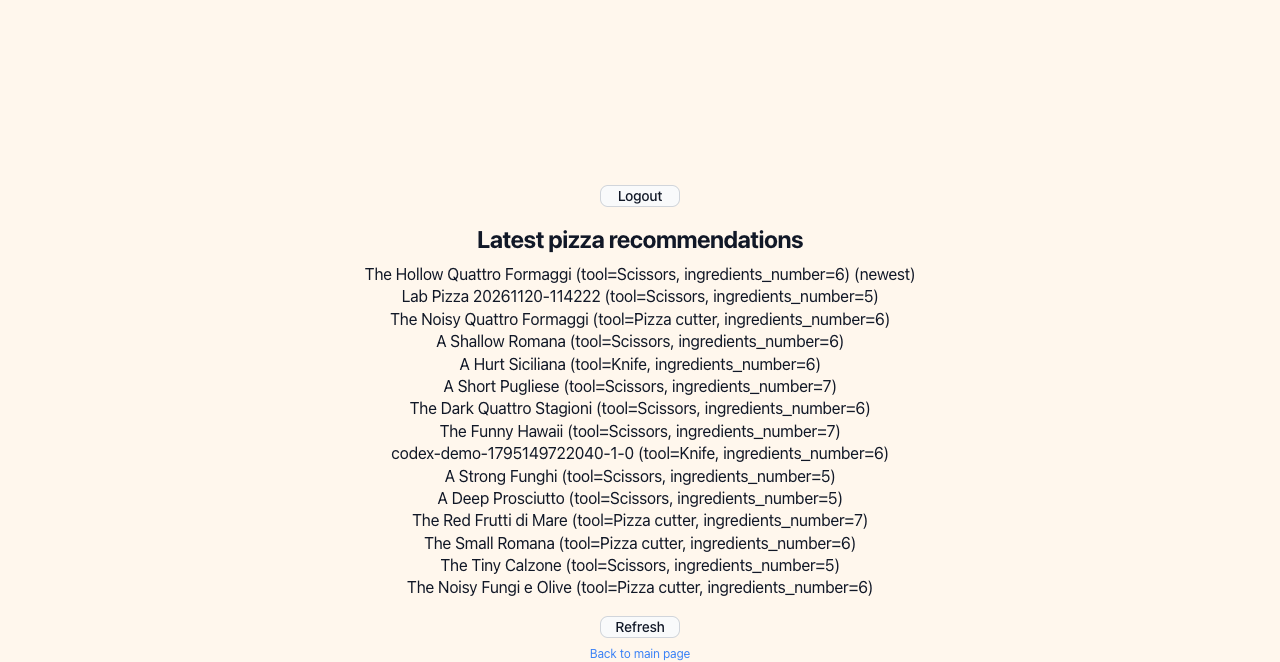 Logout
Latest pizza recommendations
The Hollow Quattro Formaggi (tool=Scissors, ingredients_number=6) (newest)
Lab Pizza 20261120-114222 (tool=Scissors, ingredients_number=5)
The Noisy Quattro Formaggi (tool=Pizza cutter, ingredients_number=6)
A Shallow Romana (tool=Scissors, ingredients_number=6)
A Hurt Siciliana (tool=Knife, ingredients_number=6)
A Short Pugliese (tool=Scissors, ingredients_number=7)
The Dark Quattro Stagioni (tool=Scissors, ingredients_number=6)
The Funny Hawaii (tool=Scissors, ingredients_number=7)
codex-demo-1795149722040-1-0 (tool=Knife, ingredients_number=6)
A Strong Funghi (tool=Scissors, ingredients_number=5)
A Deep Prosciutto (tool=Scissors, ingredients_number=5)
The Red Frutti di Mare (tool=Pizza cutter, ingredients_number=7)
The Small Romana (tool=Pizza cutter, ingredients_number=6)
The Tiny Calzone (tool=Scissors, ingredients_number=5)
The Noisy Fungi e Olive (tool=Pizza cutter, ingredients_number=6)
Refresh
Back to main page